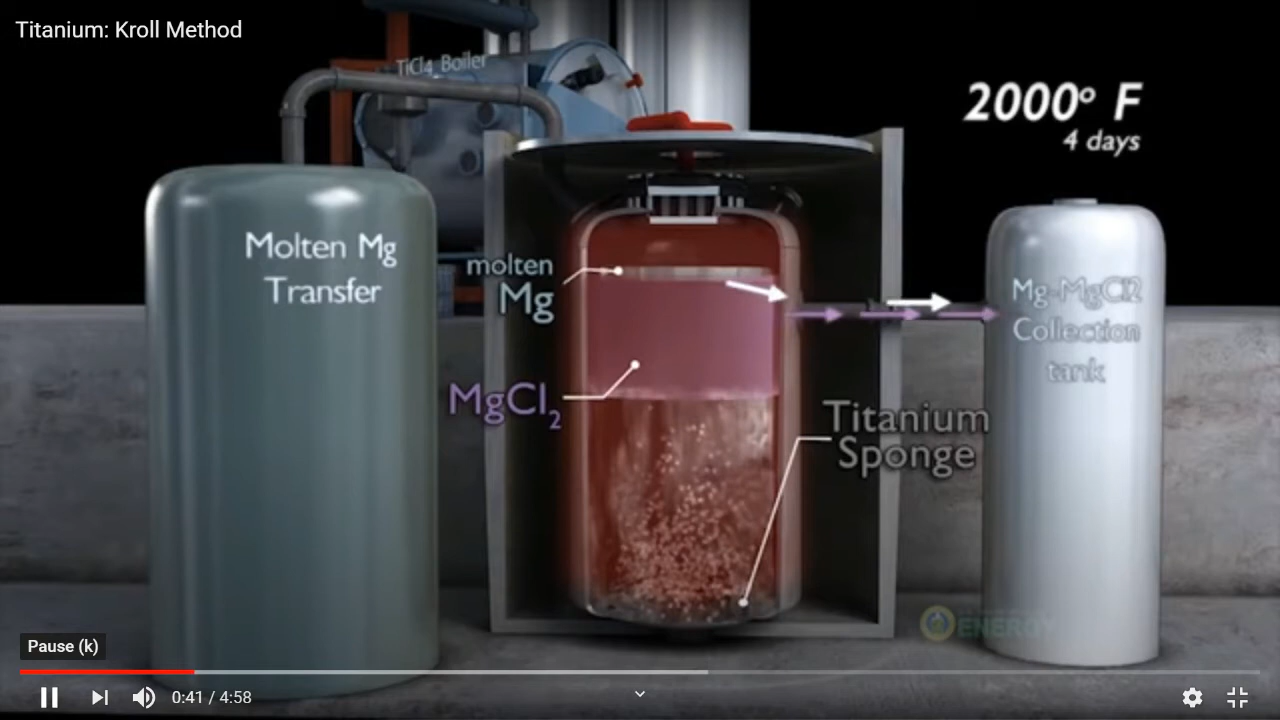 Titanium: Kroll Method
TiCl4 Boiler
2000° F
4 days
Molten Mg
Transfer
molten
Mg
MgCl2
Mg-MgCl2
Collection
tank
Titanium
Sponge
ENERGY
Pause (k)
0:41 / 4:58